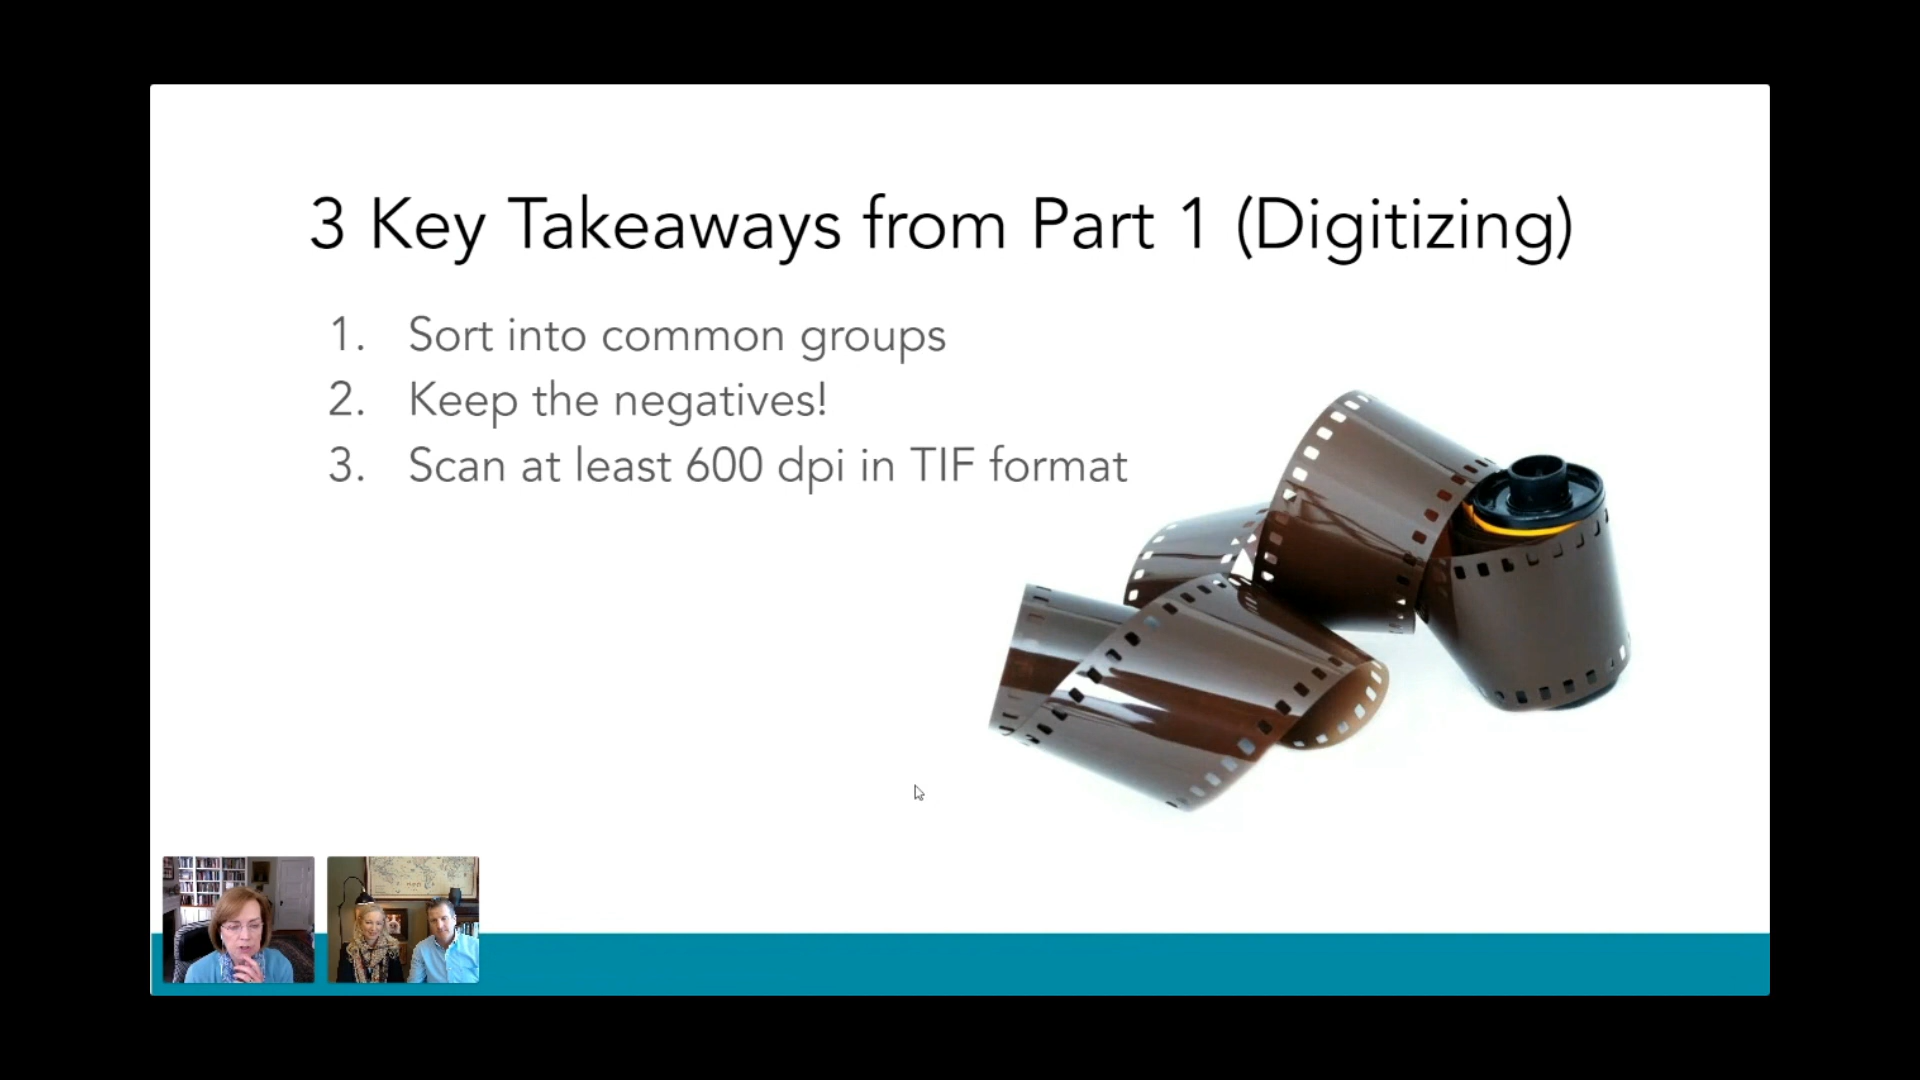 3 Key Takeaways from Part 1 (Digitizing)
1. Sort into common groups
2. Keep the negatives!
3. Scan at least 600 dpi in TIF format